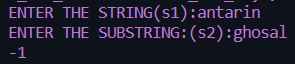 ENTER THE STRING(s1):antarin
ENTER THE SUBSTRING:(s2):ghosal
-1